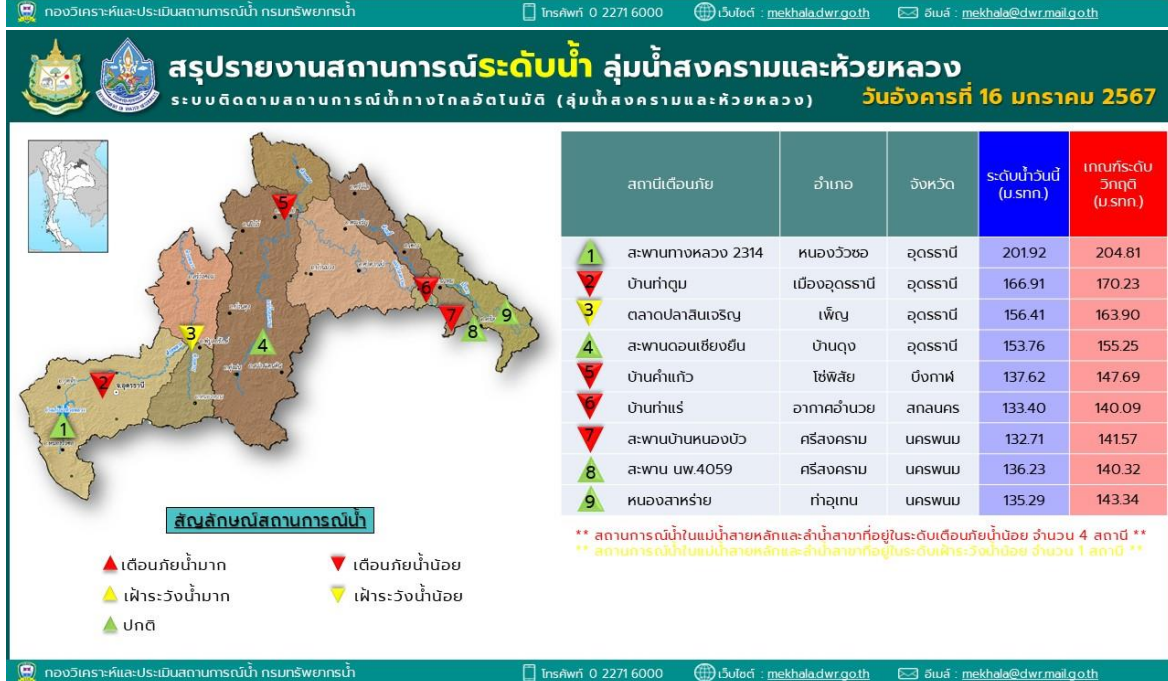 กองวิเคราะห์และประเมินสถานการณ์น้ำ กรมทรัพยากรน้ำ โทรศัพท์ 0 2271 6000 เว็บไซต์ : mekhala.dwr.go.th อีเมล์ : mekhala@dwr.mail.go.th
สรุปรายงานสถานการณ์ระดับน้ำ ลุ่มน้ำสงครามและห้วยหลวง
ระบบติดตามสถานการณ์น้ำทางไกลอัตโนมัติ (ลุ่มน้ำสงครามและห้วยหลวง) วันอังคารที่ 16 มกราคม 2567
สถานีเตือนภัย อำเภอ จังหวัด ระดับน้ำวันนี้ (ม.รทก.) เกณฑ์ระดับวิกฤติ (ม.รทก.)
1 สะพานทางหลวง 2314 หนองวัวซอ อุดรธานี 201.92 204.81
2 บ้านท่าตูม เมืองอุดรธานี อุดรธานี 166.91 170.23
3 ตลาดปลาสินเจริญ เพ็ญ อุดรธานี 156.41 163.90
4 สะพานดอนเชียงยืน บ้านดุง อุดรธานี 153.76 155.25
5 บ้านคำแก้ว โซ่พิสัย บึงกาฬ 137.62 147.69
6 บ้านท่าแร่ อากาศอำนวย สกลนคร 133.40 140.09
7 สะพานบ้านหนองบัว ศรีสงคราม นครพนม 132.71 141.57
8 สะพาน นพ.4059 ศรีสงคราม นครพนม 136.23 140.32
9 หนองสาหร่าย ท่าอุเทน นครพนม 135.29 143.34
** สถานการณ์น้ำในแม่น้ำสายหลักและลำน้ำสาขาที่อยู่ในระดับเตือนภัยน้ำน้อย จำนวน 4 สถานี **
** สถานการณ์น้ำในแม่น้ำสายหลักและลำน้ำสาขาที่อยู่ในระดับเฝ้าระวังน้ำน้อย จำนวน 1 สถานี **
5
6
7
8
9
3
4
2
1
อ.อุดรธานี
สัญลักษณ์สถานการณ์น้ำ
เตือนภัยน้ำมาก เตือนภัยน้ำน้อย
เฝ้าระวังน้ำมาก เฝ้าระวังน้ำน้อย
ปกติ
กองวิเคราะห์และประเมินสถานการณ์น้ำ กรมทรัพยากรน้ำ โทรศัพท์ 0 2271 6000 เว็บไซต์ : mekhala.dwr.go.th อีเมล์ : mekhala@dwr.mail.go.th